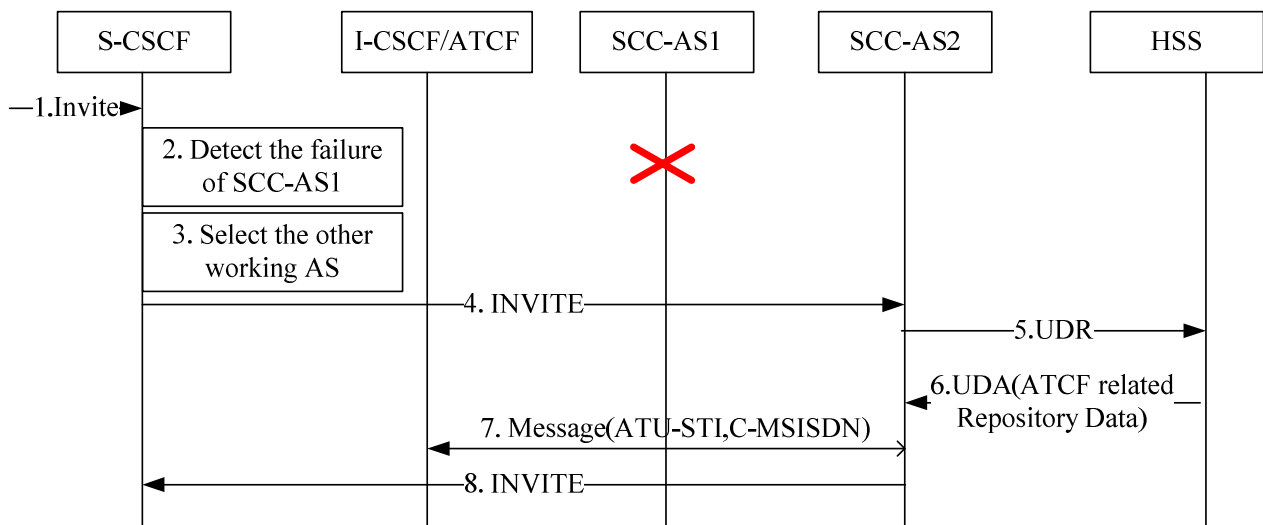 S-CSCF
I-CSCF/ATCF
SCC-AS1
SCC-AS2
HSS
1.Invite
2. Detect the failure
of SCC-AS1
3. Select the other
working AS
4. INVITE
5.UDR
6.UDA(ATCF related
Repository Data)
7. Message(ATU-STI,C-MSISDN)
8. INVITE